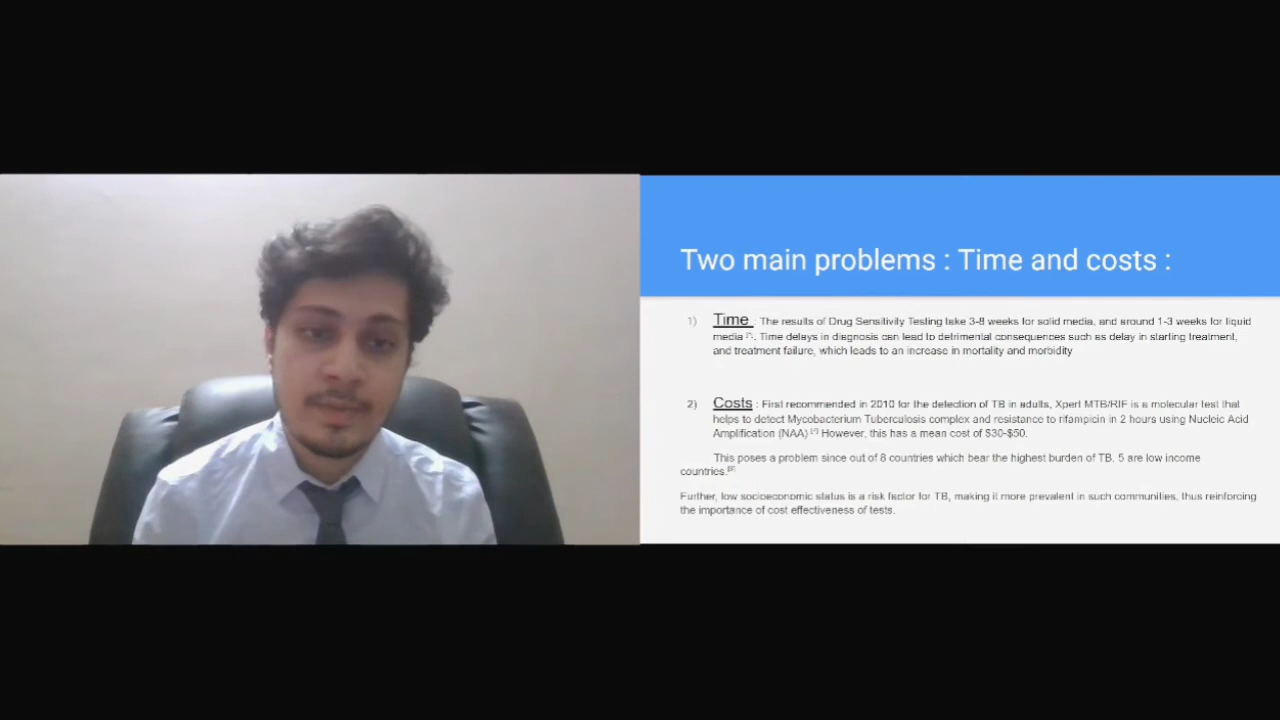 Two main problems : Time and costs :
1) Time : The results of Drug Sensitivity Testing take 3-8 weeks for solid media, and around 1-3 weeks for liquid
media . Time delays in diagnosis can lead to detrimental consequences such as delay in starting treatment,
and treatment failure, which leads to an increase in mortality and morbidity
2) Costs : First recommended in 2010 for the detection of TB in adults, Xpert MTB/RIF is a molecular test that
helps to detect Mycobacterium Tuberculosis complex and resistance to rifampicin in 2 hours using Nucleic Acid
Amplification (NAA) However, this has a mean cost of $30-$50.
This poses a problem since out of 8 countries which bear the highest burden of TB, 5 are low income
countries.
Further, low socioeconomic status is a risk factor for TB, making it more prevalent in such communities, thus reinforcing
the importance of cost effectiveness of tests.